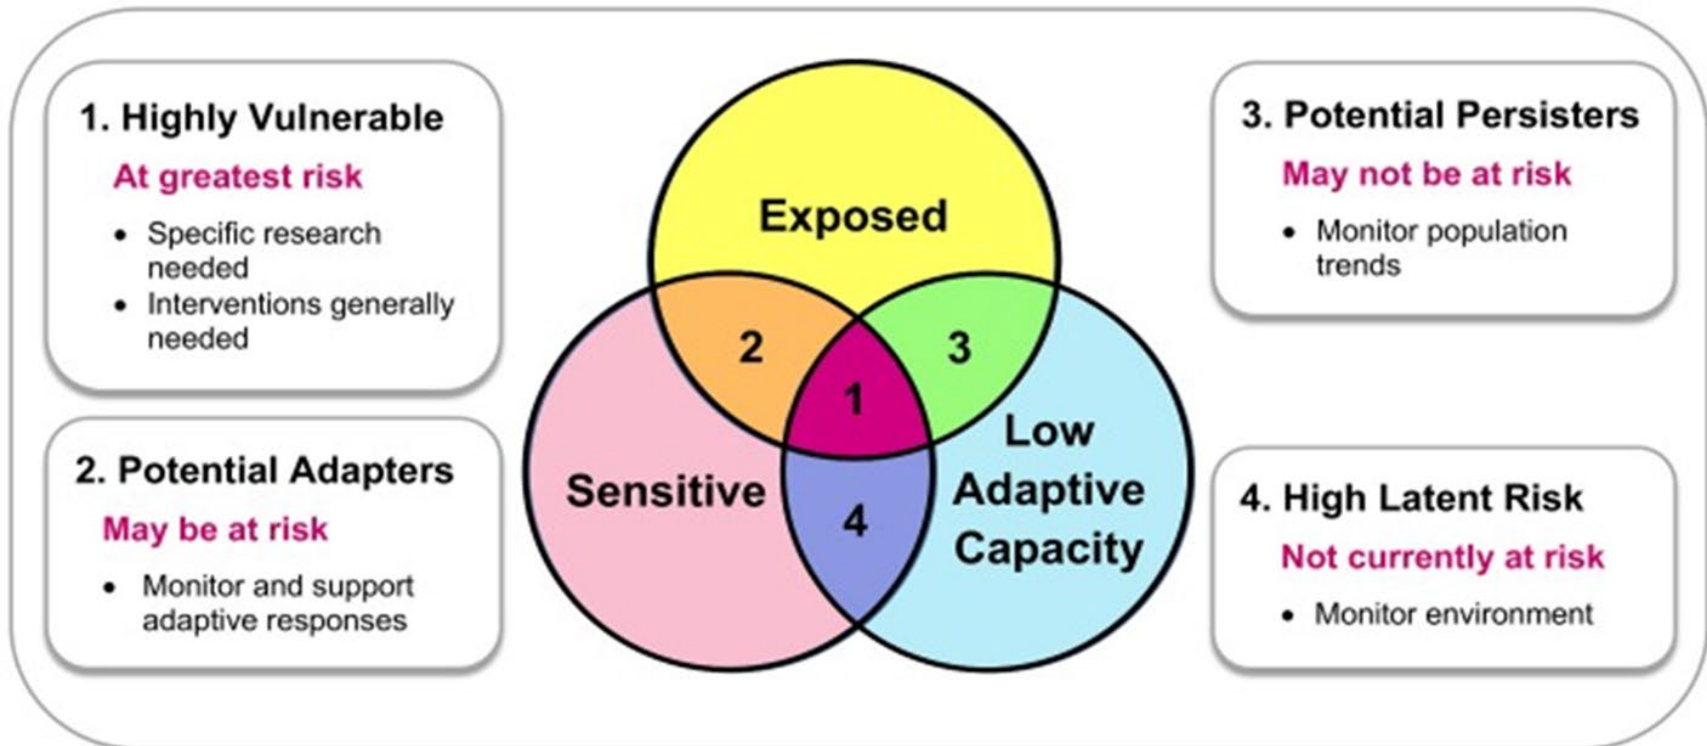 1. Highly Vulnerable
At greatest risk
• Specific research
needed
• Interventions generally
needed
2. Potential Adapters
May be at risk
• Monitor and support
adaptive responses
Exposed
2
3
1
Sensitive
4
Low
Adaptive
Capacity
3. Potential Persisters
May not be at risk
• Monitor population
trends
4. High Latent Risk
Not currently at risk
• Monitor environment